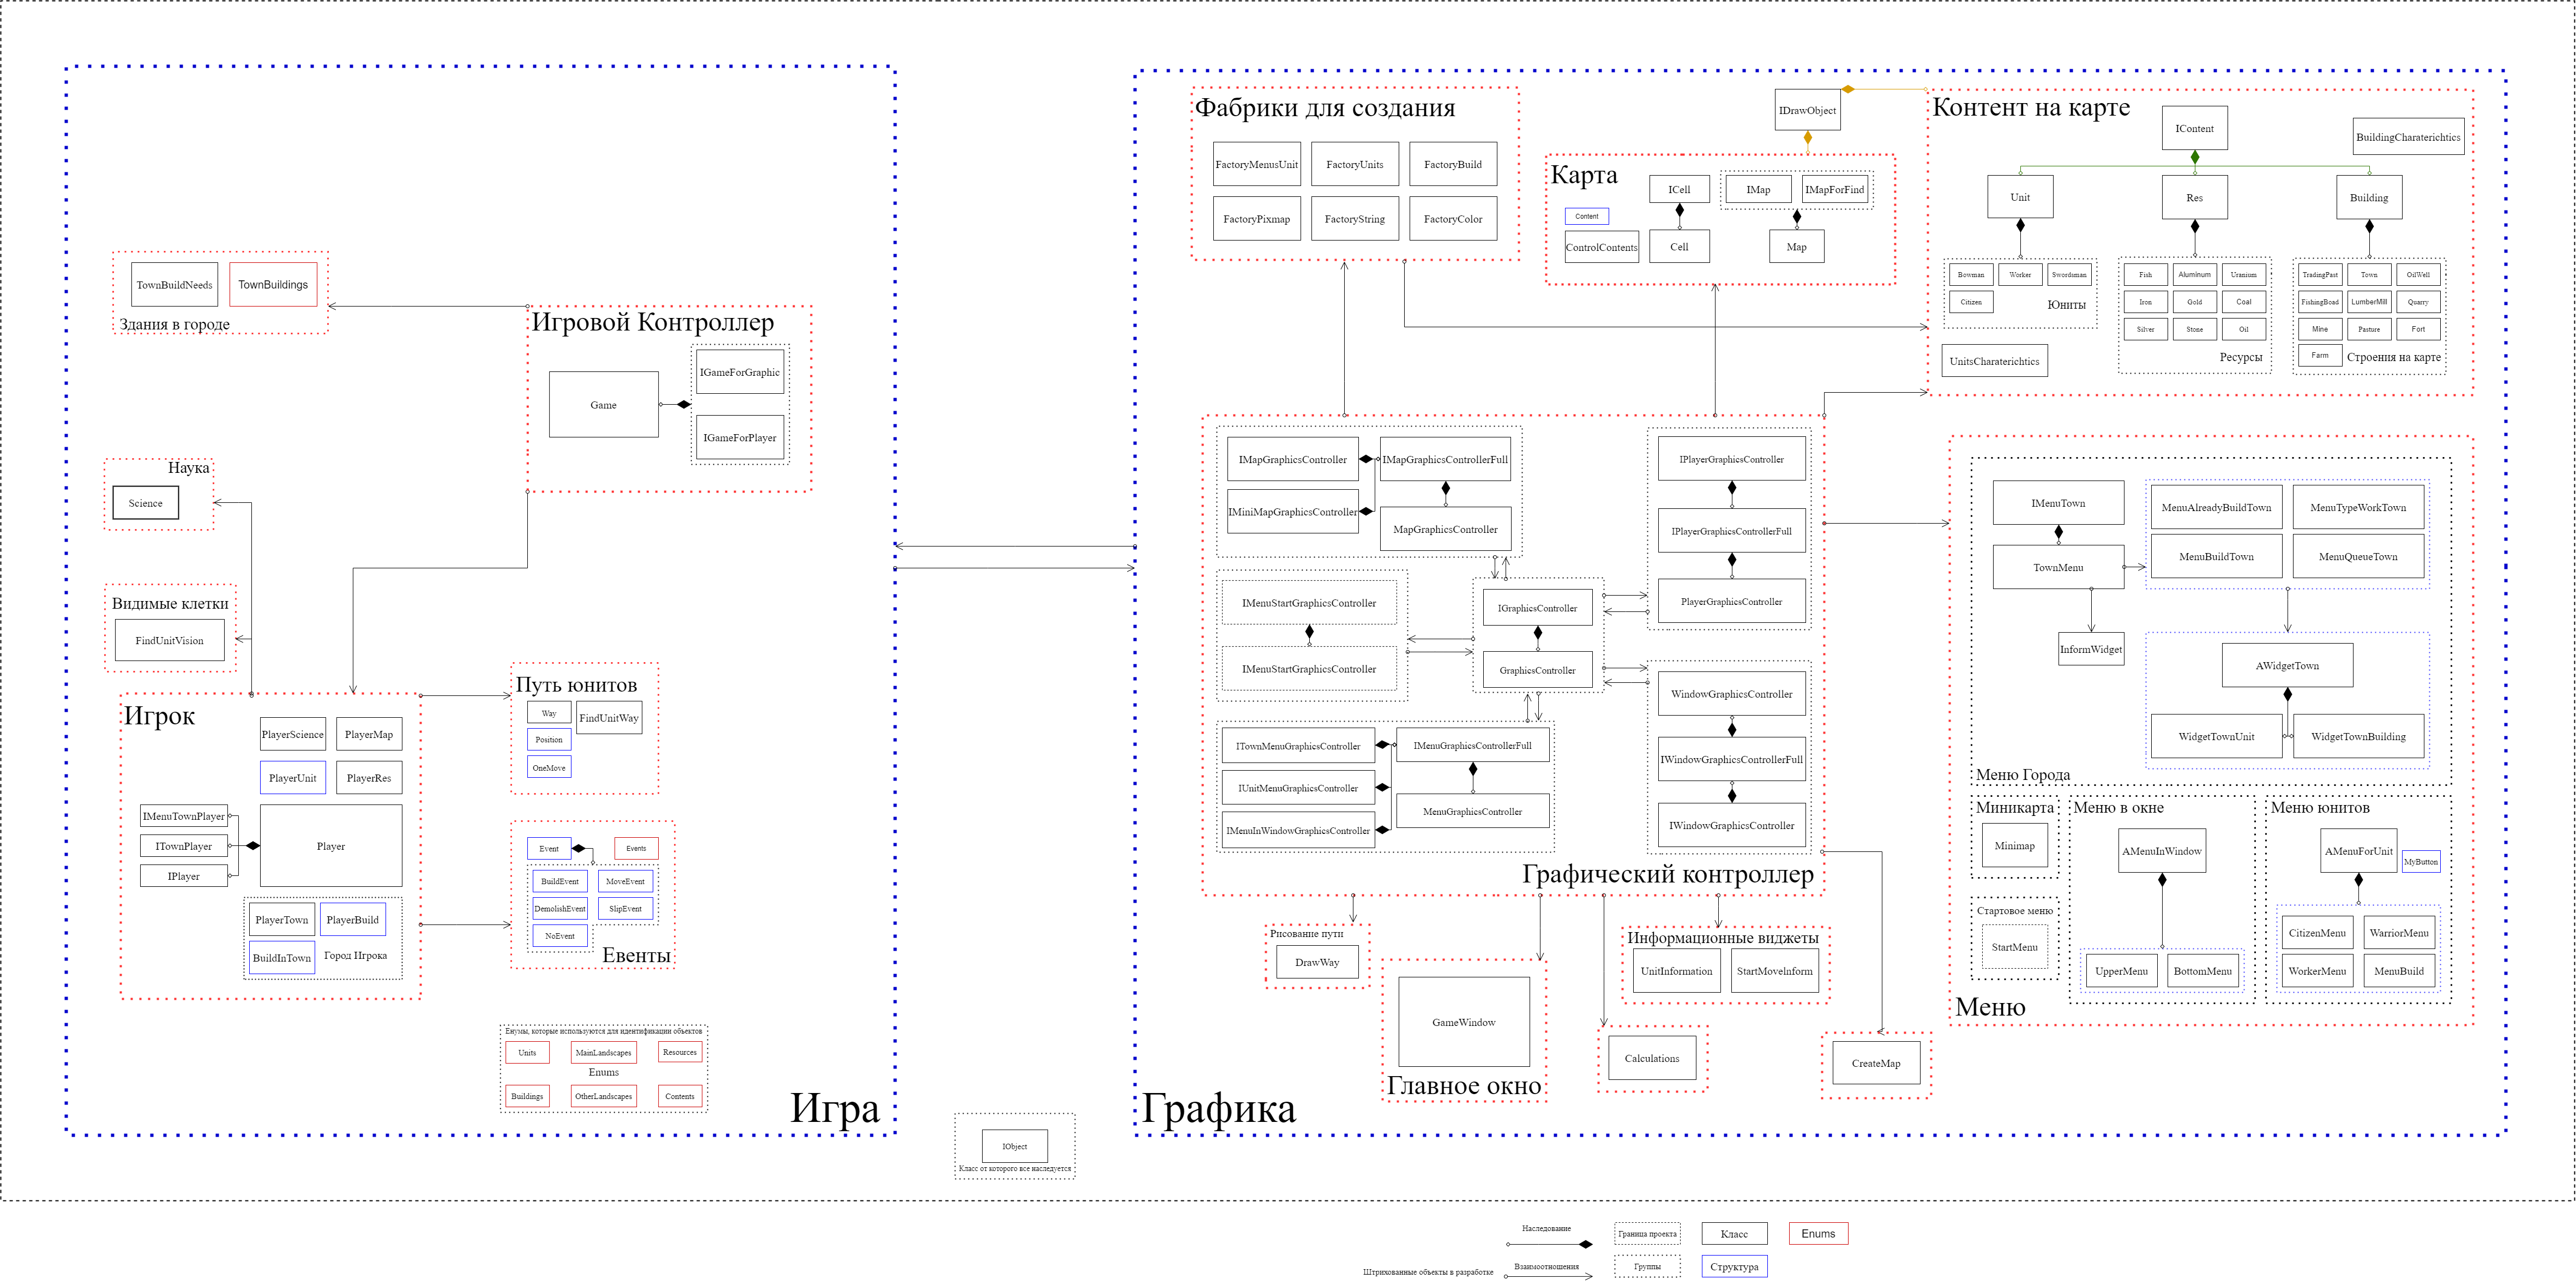 Здания в городе
TownBuildNeeds
TownBuildings
Игровой Контроллер
Game
IGameForGraphic
IGameForPlayer
Наука
Science
Видимые клетки
FindUnitVision
Игрок
PlayerScience
PlayerMap
PlayerUnit
PlayerRes
IMenuTownPlayer
ITownPlayer
IPlayer
Player
PlayerTown
PlayerBuild
BuildInTown
Город Игрока
Путь юнитов
Way
FindUnitWay
Position
OneMove
Event
Events
BuildEvent
MoveEvent
DemolishEvent
SlipEvent
NoEvent
Евенты
Енумы, которые используются для идентификации объектов
Units
MainLandscapes
Resources
Enums
Buildings
OtherLandscapes
Contents
Игра
IObject
Класс от которого все наследуется
Фабрики для создания
FactoryMenusUnit
FactoryUnits
FactoryBuild
FactoryPixmap
FactoryString
FactoryColor
IDrawObject
Карта
ICell
IMap
IMapForFind
Content
ControlContents
Cell
Map
Контент на карте
IContent
BuildingCharaterichtics
Unit
Res
Building
Bowman
Worker
Swordsman
Citizen
Юниты
UnitsCharaterichtics
Fish
Aluminum
Uranium
Iron
Gold
Coal
Silver
Stone
Oil
Ресурсы
TradingPast
Town
OilWell
FishingBoad
LumberMill
Quarry
Mine
Pasture
Fort
Farm
Строения на карте
IMapGraphicsController
IMapGraphicsControllerFull
IMiniMapGraphicsController
MapGraphicsController
IPlayerGraphicsController
IPlayerGraphicsControllerFull
PlayerGraphicsController
IMenuStartGraphicsController
IMenuStartGraphicsController
IGraphicsController
GraphicsController
WindowGraphicsController
IWindowGraphicsControllerFull
IWindowGraphicsController
ITownMenuGraphicsController
IMenuGraphicsControllerFull
IUnitMenuGraphicsController
MenuGraphicsController
IMenuInWindowGraphicsController
Графический контроллер
Рисование пути
DrawWay
GameWindow
Главное окно
Информационные виджеты
UnitInformation
StartMoveInform
Calculations
CreateMap
IMenuTown
MenuAlreadyBuildTown
MenuTypeWorkTown
TownMenu
MenuBuildTown
MenuQueueTown
InformWidget
AWidgetTown
WidgetTownUnit
WidgetTownBuilding
Меню Города
Миникарта
Minimap
Стартовое меню
StartMenu
Меню в окне
AMenuInWindow
UpperMenu
BottomMenu
Меню юнитов
AMenuForUnit
MyButton
CitizenMenu
WarriorMenu
WorkerMenu
MenuBuild
Меню
Графика
Наследование
Граница проекта
Класс
Enums
Штрихованные объекты в разработке
Взаимоотношения
Группы
Структура